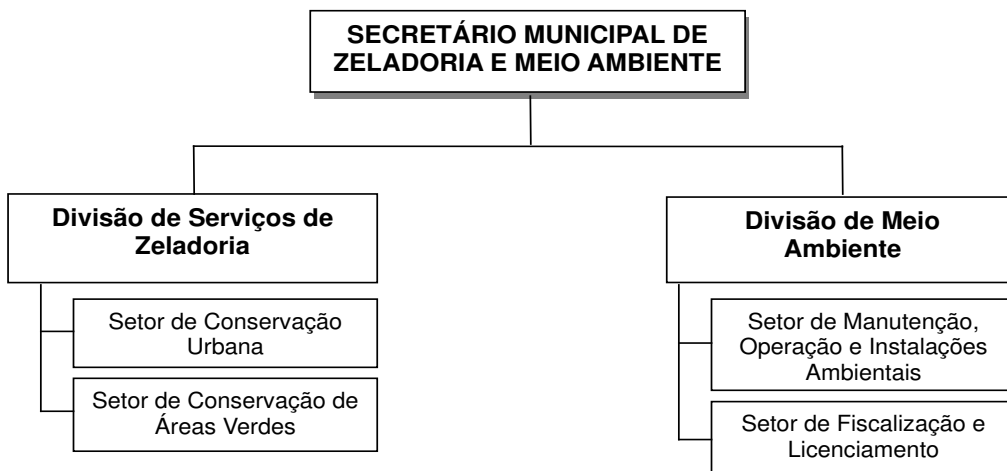 SECRETÁRIO MUNICIPAL DE
ZELADORIA E MEIO AMBIENTE
Divisão de Serviços de
Zeladoria
Setor de Conservação
Urbana
Setor de Conservação de
Áreas Verdes
Divisão de Meio
Ambiente
Setor de Manutenção,
Operação e Instalações
Ambientais
Setor de Fiscalização e
Licenciamento